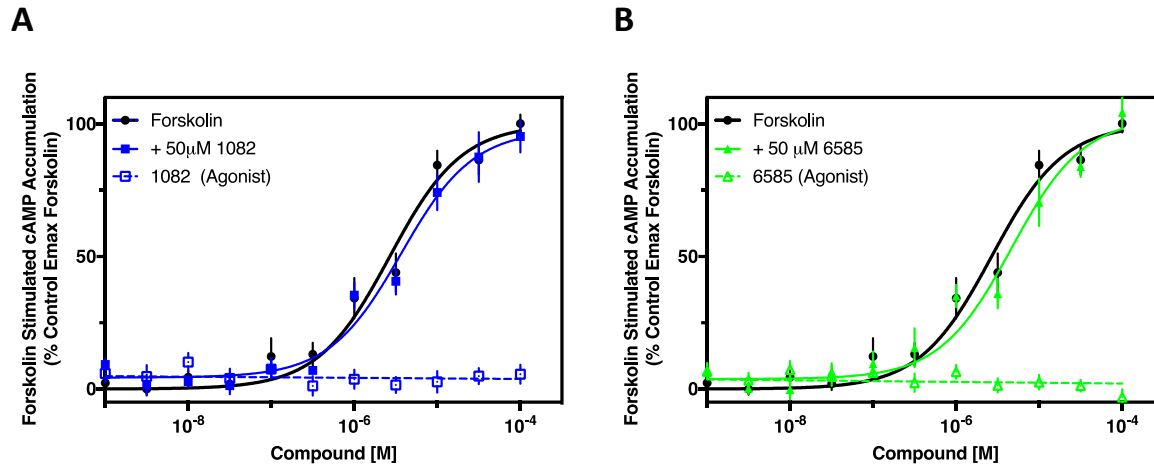 A
Forskolin Stimulated cAMP Accumulation
(% Control Emax Forskolin)
100
50
0
Forskolin
+ 50μM 1082
1082 (Agonist)
10-8
10-6
10-4
Compound [M]
B
Forskolin Stimulated cAMP Accumulation
(% Control Emax Forskolin)
100
50
0
Forskolin
+ 50 μM 6585
6585 (Agonist)
10-8
10-6
10-4
Compound [M]